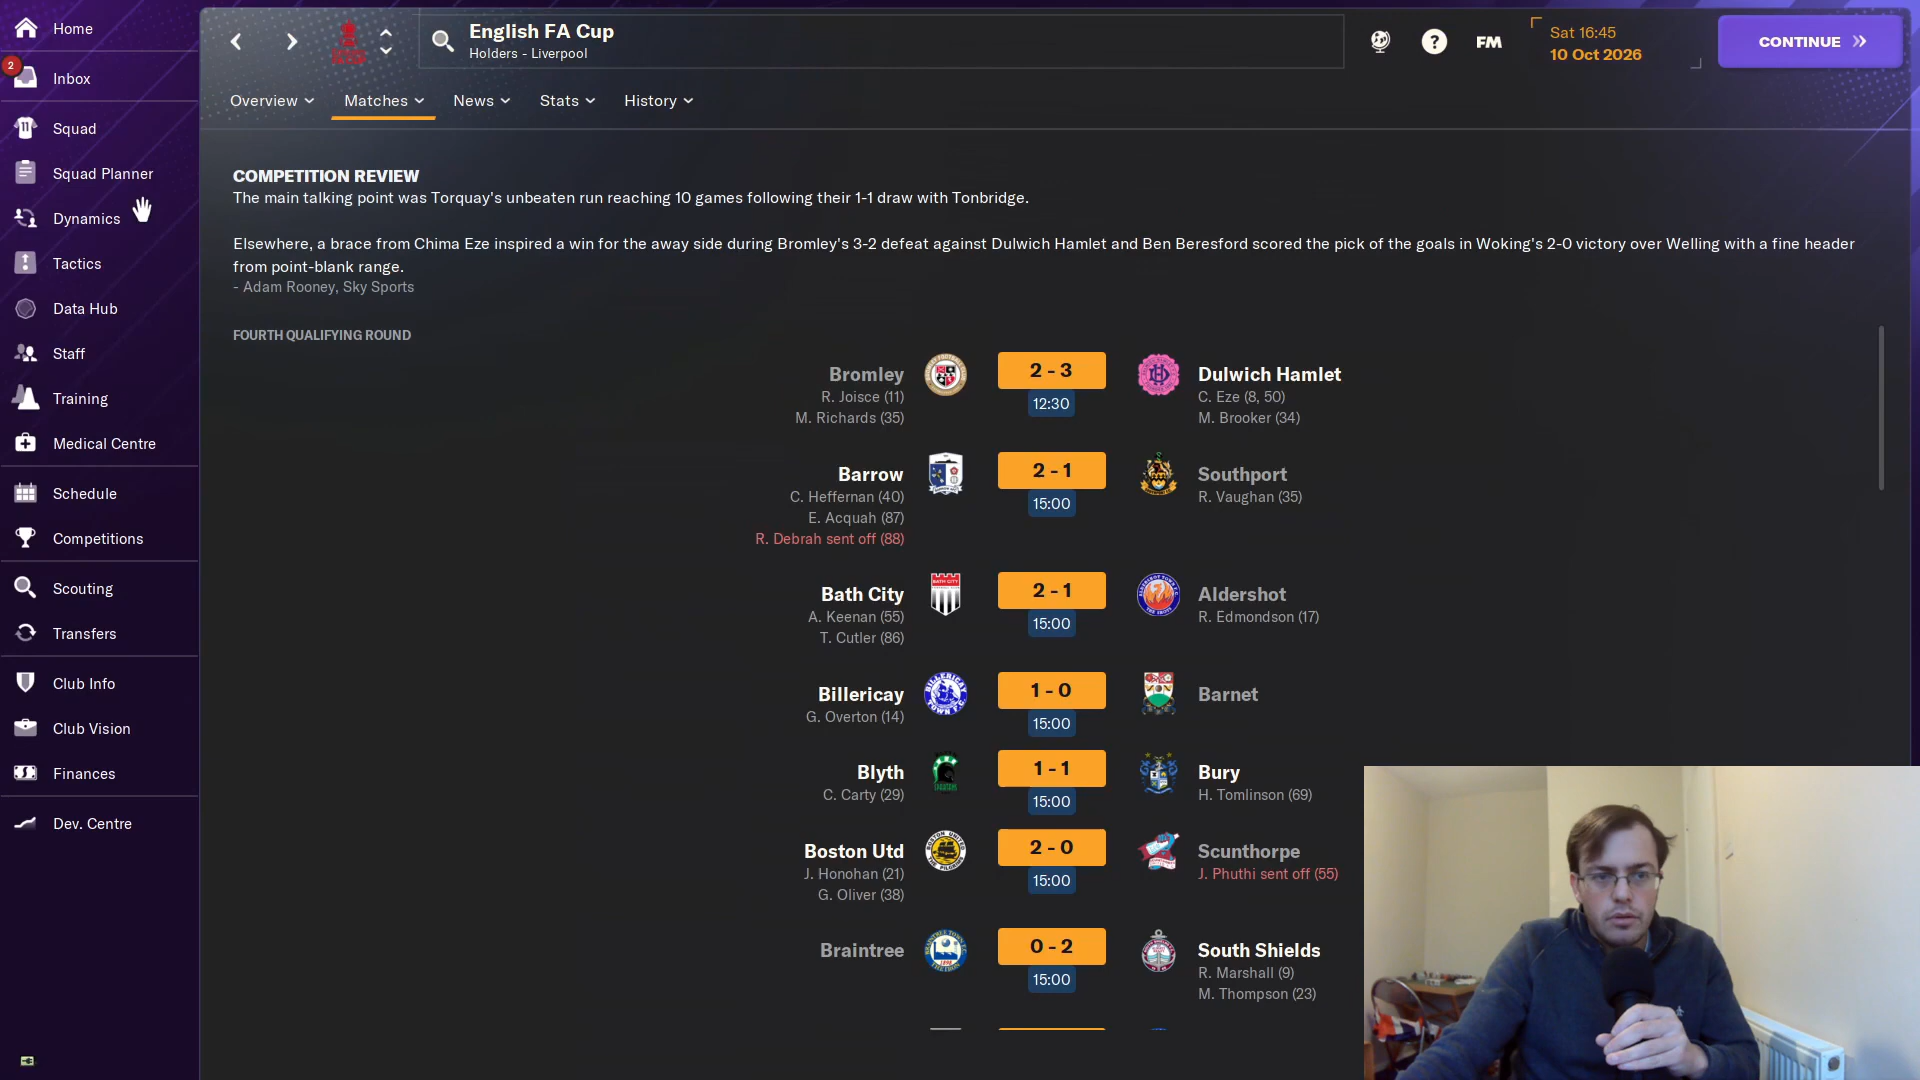 Home
2
Inbox
11
Squad
Squad Planner
Dynamics
Tactics
Data Hub
Staff
Training
Medical Centre
Schedule
Competitions
Scouting
Transfers
Club Info
Club Vision
Finances
Dev. Centre
English FA Cup
Holders - Liverpool
?
FM
Sat 16:45
10 Oct 2026
CONTINUE
Overview
Matches
News
Stats
History
COMPETITION REVIEW
The main talking point was Torquay's unbeaten run reaching 10 games following their 1-1 draw with Tonbridge.
Elsewhere, a brace from Chima Eze inspired a win for the away side during Bromley's 3-2 defeat against Dulwich Hamlet and Ben Beresford scored the pick of the goals in Woking's 2-0 victory over Welling with a fine header
from point-blank range.
- Adam Rooney, Sky Sports
FOURTH QUALIFYING ROUND
Bromley 2 - 3 Dulwich Hamlet
R. Joisce (11) 12:30 C. Eze (8, 50)
M. Richards (35) M. Brooker (34)
Barrow 2 - 1 Southport
C. Heffernan (40) 15:00 R. Vaughan (35)
E. Acquah (87)
R. Debrah sent off (88)
Bath City BATH CITY 2 - 1 Aldershot
A. Keenan (55) 15:00 R. Edmondson (17)
T. Cutler (86)
Billericay BILLERICAY TOWN F.C. 1 - 0 Barnet
G. Overton (14) 15:00
Blyth 1 - 1 Bury
C. Carty (29) 15:00 H. Tomlinson (69)
Boston Utd 2 - 0 Scunthorpe
J. Honohan (21) 15:00 J. Phuthi sent off (55)
G. Oliver (38)
Braintree 0 - 2 South Shields
15:00 R. Marshall (9)
M. Thompson (23)